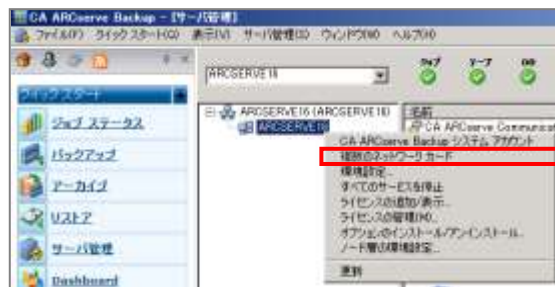 CA ARCserve Backup - [サーバ管理]
ファイル(F) クイック スタート(Q) 表示(V) サーバ管理(S) ウィンドウ(W) ヘルプ(H)
ARCSERVE16
ジョブ テープ DB
クイック スタート
ジョブ ステータス
バックアップ
アーカイブ
リストア
サーバ管理
Dashboard
ARCSERVE16 (ARCSERVE16)
ARCSERVE16
名前
CA ARCserve Communica
CA ARCserve Backup システム アカウント
複数のネットワーク カード
環境設定...
すべてのサービスを停止
ライセンスの追加/表示...
ライセンスの管理(M)...
オプションのインストール/アンインストール...
ノード層の環境設定...
更新